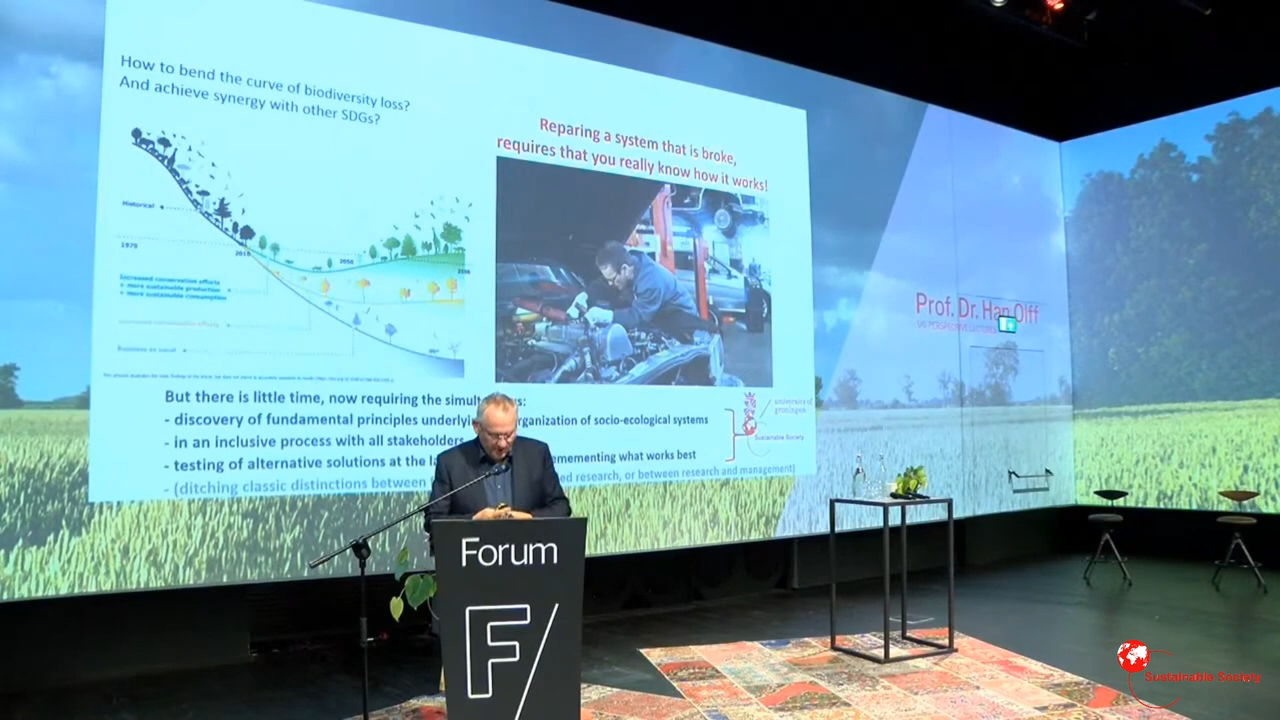 How to bend the curve of biodiversity loss?
And achieve synergy with other SDGs?
Historical
1970
2010
2050
Increased conservation efforts
+ more sustainable production
+ more sustainable consumption
Increased conservation efforts
Business as usual
Reparing a system that is broke,
requires that you really know how it works!
But there is little time, now requiring the
- discovery of fundamental principles organization of socio-ecological systems
- in an inclusive process with all stakeholders
- testing of alternative solutions at the what works best
- (ditching classic distinctions between research, or between research and management)
university of
groningen
Sustainable Society
Prof. Dr. Han Olff
Forum
F/
Sustainable Society